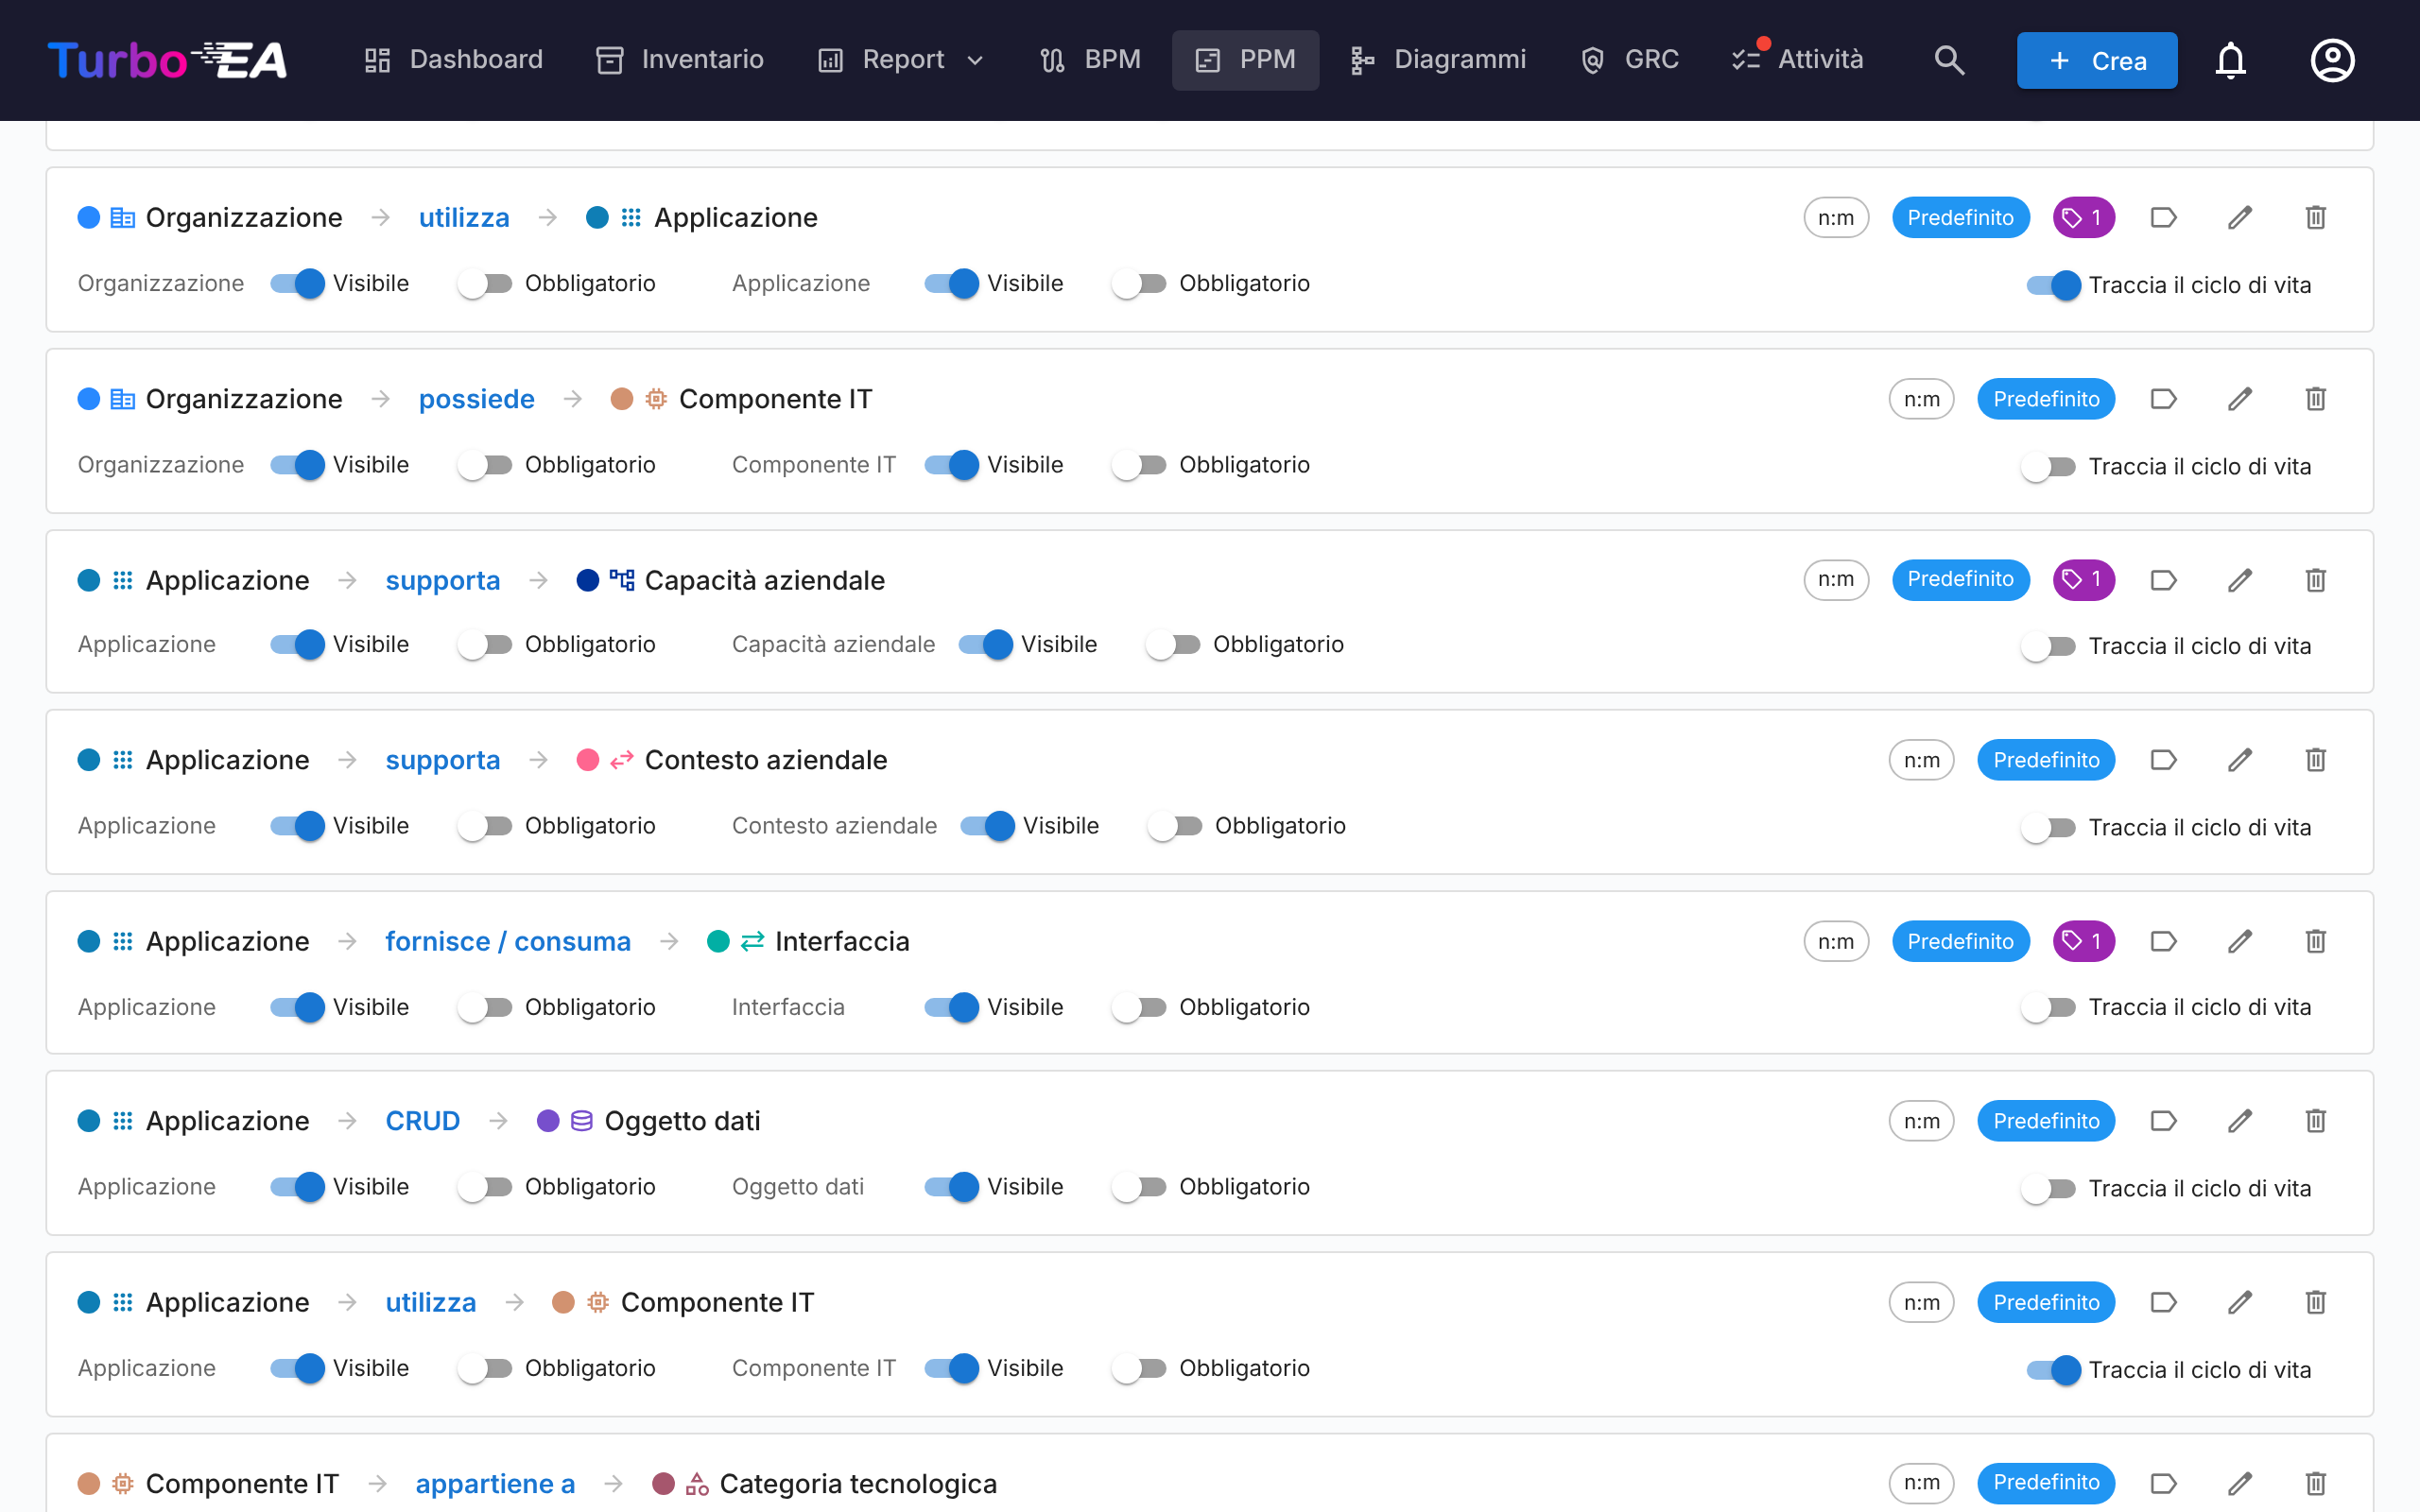 Turbo EA Dashboard Inventario Report BPM PPM Diagrammi GRC Attività + Crea
Organizzazione → utilizza → Applicazione n:m Predefinito 1
Organizzazione Visibile Obbligatorio Applicazione Visibile Obbligatorio Traccia il ciclo di vita
Organizzazione → possiede → Componente IT n:m Predefinito
Organizzazione Visibile Obbligatorio Componente IT Visibile Obbligatorio Traccia il ciclo di vita
Applicazione → supporta → Capacità aziendale n:m Predefinito 1
Applicazione Visibile Obbligatorio Capacità aziendale Visibile Obbligatorio Traccia il ciclo di vita
Applicazione → supporta → Contesto aziendale n:m Predefinito
Applicazione Visibile Obbligatorio Contesto aziendale Visibile Obbligatorio Traccia il ciclo di vita
Applicazione → fornisce / consuma → Interfaccia n:m Predefinito 1
Applicazione Visibile Obbligatorio Interfaccia Visibile Obbligatorio Traccia il ciclo di vita
Applicazione → CRUD → Oggetto dati n:m Predefinito
Applicazione Visibile Obbligatorio Oggetto dati Visibile Obbligatorio Traccia il ciclo di vita
Applicazione → utilizza → Componente IT n:m Predefinito
Applicazione Visibile Obbligatorio Componente IT Visibile Obbligatorio Traccia il ciclo di vita
Componente IT → appartiene a → Categoria tecnologica n:m Predefinito